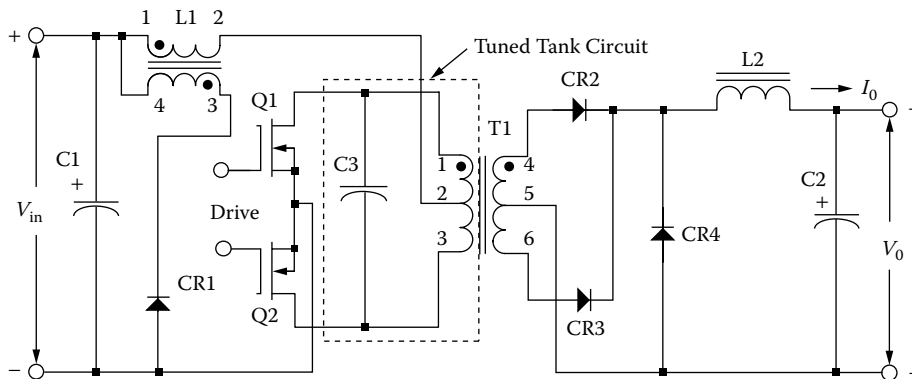 1 L1 2
+
4 3
Tuned Tank Circuit
CR2
L2
I0
Q1
T1
C1
+
C3
1
2
3
4
5
6
C2
+
Vin
Drive
CR4
V0
CR1
Q2
CR3
−